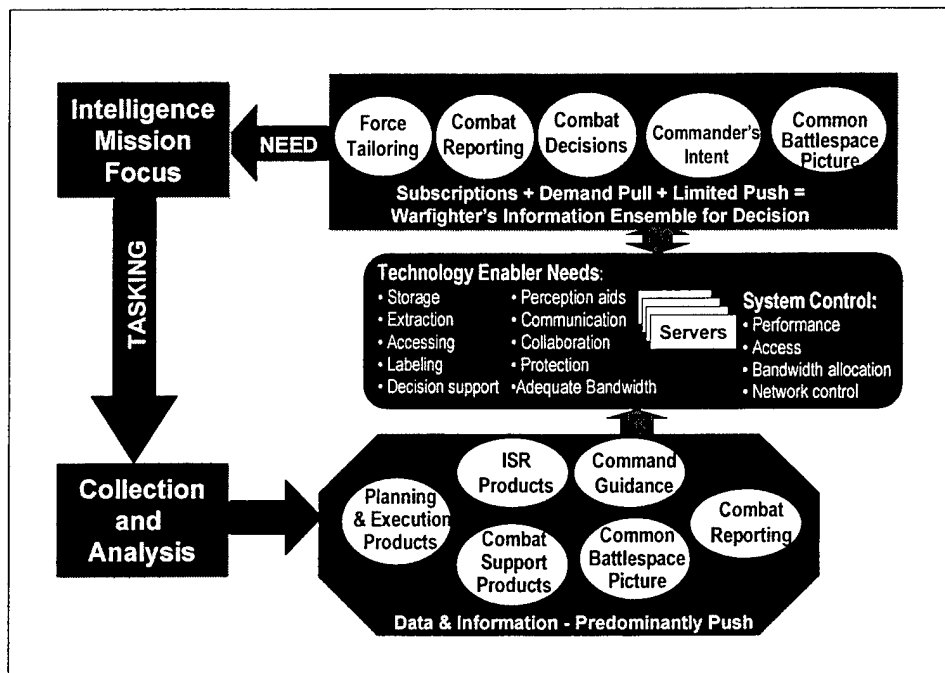 Intelligence
Mission
Focus
NEED
Force
Tailoring
Combat
Reporting
Combat
Decisions
Commander's
Intent
Common
Battlespace
Picture
Subscriptions + Demand Pull + Limited Push =
Warfighter's Information Ensemble for Decision
TASKING
Technology Enabler Needs:
• Storage
• Extraction
• Accessing
• Labeling
• Decision support
• Perception aids
• Communication
• Collaboration
• Protection
•Adequate Bandwidth
Servers
System Control:
• Performance
• Access
• Bandwidth allocation
• Network control
Collection
and
Analysis
Planning
& Execution
Products
ISR
Products
Command
Guidance
Combat
Support
Products
Common
Battlespace
Picture
Combat
Reporting
Data & Information - Predominantly Push